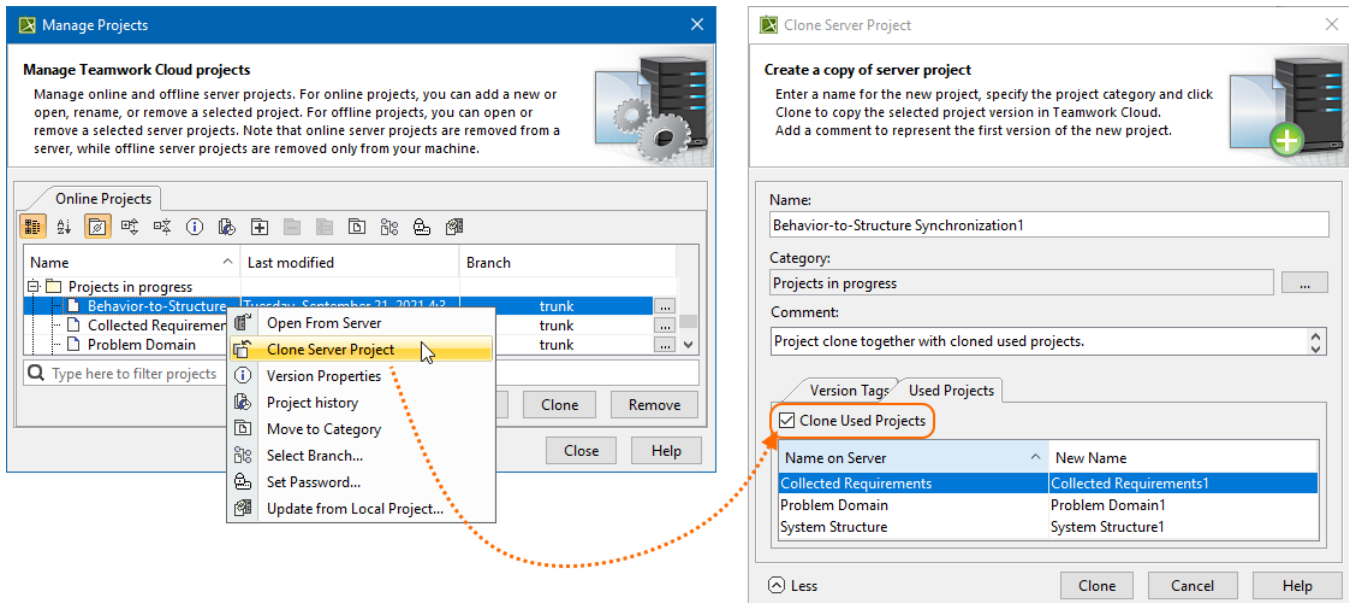 Manage Projects
Manage Teamwork Cloud projects
Manage online and offline server projects. For online projects, you can add a new or
open, rename, or remove a selected project. For offline projects, you can open or
remove a selected server projects. Note that online server projects are removed from a
server, while offline server projects are removed only from your machine.
Online Projects
Name Last modified Branch
Projects in progress
Behavior-to-Structure Tuesday, September 21, 2021 4:3 trunk ...
Collected Requiremen trunk ...
Problem Domain trunk ...
Type here to filter projects
Clone Remove
Close Help
Open From Server
Clone Server Project
Version Properties
Project history
Move to Category
Select Branch...
Set Password...
Update from Local Project...
Clone Server Project
Create a copy of server project
Enter a name for the new project, specify the project category and click
Clone to copy the selected project version in Teamwork Cloud.
Add a comment to represent the first version of the new project.
Name:
Behavior-to-Structure Synchronization1
Category:
Projects in progress ...
Comment:
Project clone together with cloned used projects.
Version Tags Used Projects
Clone Used Projects
Name on Server New Name
Collected Requirements Collected Requirements1
Problem Domain Problem Domain1
System Structure System Structure1
Less Clone Cancel Help